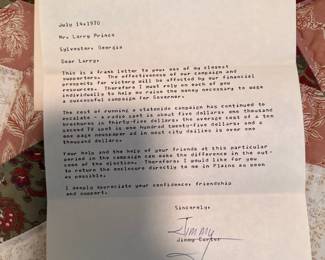 July 14, 1970
Mr. Larry Prince
Sylvester, Georgia
Dear Larry:
This is a frank letter to you, one of my closest
supporters. The effectiveness of our campaign and
prospects for victory will be affected by our financial
resources. Therefore I must rely on each of you
individually to help me raise the money necessary to wage
a successful campaign for Governor.
The cost of running a statewide campaign has continued to
escalate - a radio spot is about five dollars; one thousand
brochures is thirty-five dollars; the average cost of a ten
second TV spot is one hundred twenty-five dollars; and a
one page newspaper ad in most city dailies is over one
thousand dollars.
Your help and the help of your friends at this particular
period in the campaign can make the difference in the out-
come of the election. Therefore, I would like for you
to return the enclosure directly to me in Plains as soon
as possible.
I deeply appreciate your confidence, friendship
and support.
Sincerely,
Jimmy
Jimmy Carter